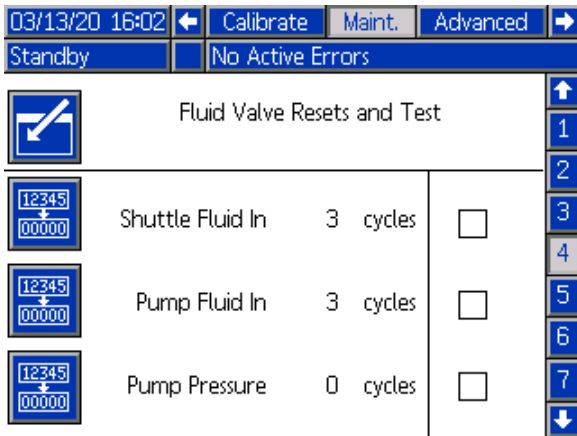 03/13/20 16:02 Calibrate Maint. Advanced
Standby No Active Errors
Fluid Valve Resets and Test
1
2
12345
00000
Shuttle Fluid In 3 cycles
3
4
12345
00000
Pump Fluid In 3 cycles
5
6
12345
00000
Pump Pressure 0 cycles
7